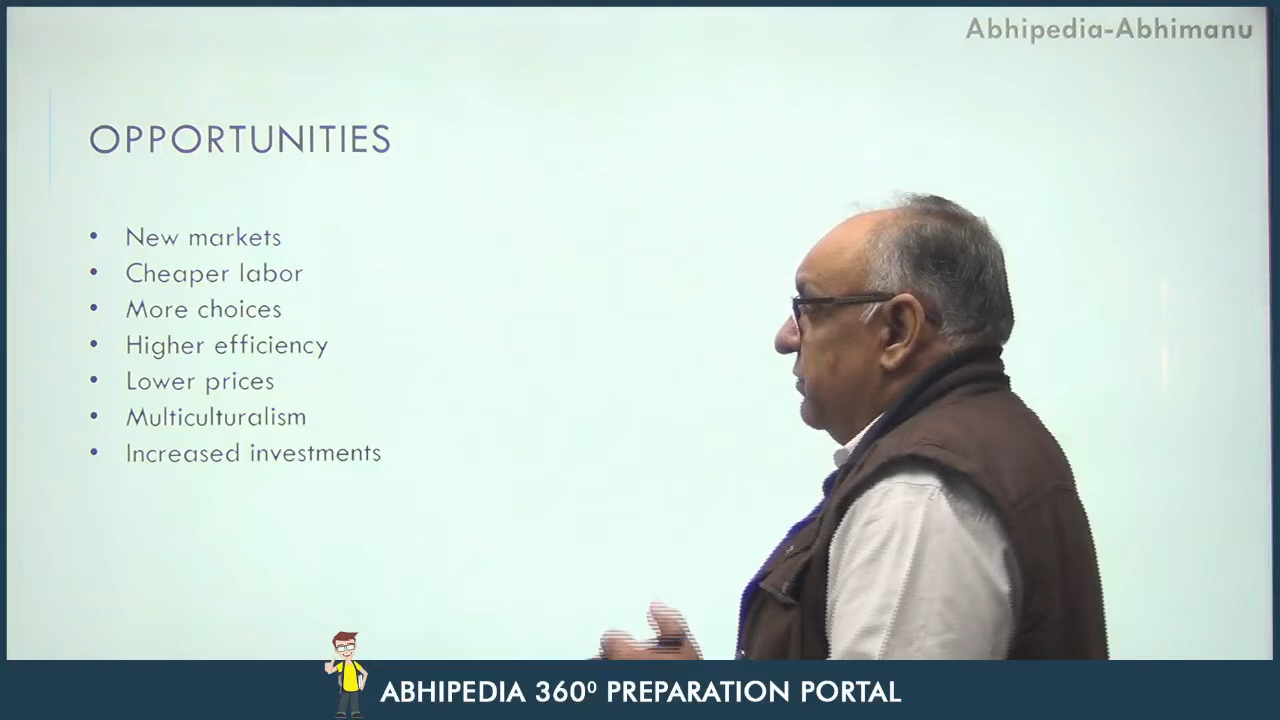 Abhipedia-Abhimanu
OPPORTUNITIES
• New markets
• Cheaper labor
• More choices
• Higher efficiency
• Lower prices
• Multiculturalism
• Increased investments
ABHIPEDIA 360⁰ PREPARATION PORTAL